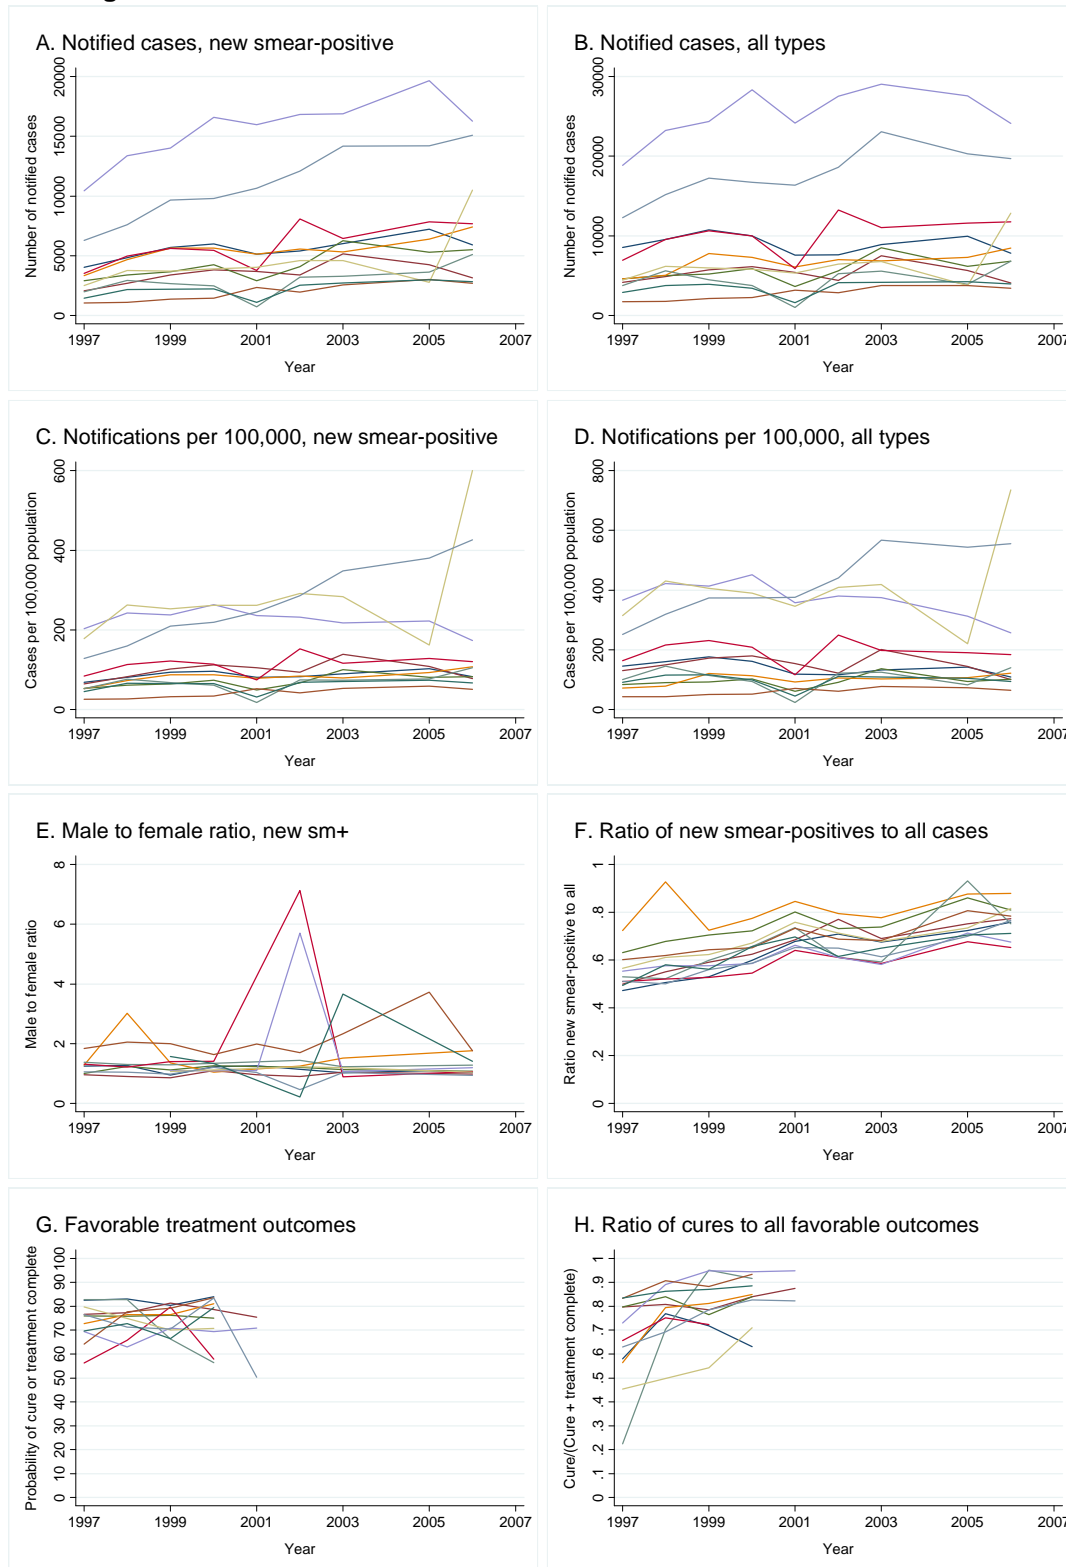 A. Notified cases, new smear-positive
Number of notified cases
20000
15000
10000
5000
0
1997 1999 2001 2003 2005 2007
Year
B. Notified cases, all types
Number of notified cases
30000
20000
10000
0
1997 1999 2001 2003 2005 2007
Year
C. Notifications per 100,000, new smear-positive
Cases per 100,000 population
600
400
200
0
1997 1999 2001 2003 2005 2007
Year
D. Notifications per 100,000, all types
Cases per 100,000 population
800
600
400
200
0
1997 1999 2001 2003 2005 2007
Year
E. Male to female ratio, new sm+
Male to female ratio
8
6
4
2
0
1997 1999 2001 2003 2005 2007
Year
F. Ratio of new smear-positives to all cases
Ratio new smear-positives to all
1
.8
.6
.4
.2
0
1997 1999 2001 2003 2005 2007
Year
G. Favorable treatment outcomes
Probability of cure or treatment complete
100
90
80
70
60
50
40
30
20
10
0
1997 1999 2001 2003 2005 2007
Year
H. Ratio of cures to all favorable outcomes
Cure/(Cure + treatment complete)
1
.9
.8
.7
.6
.5
.4
.3
.2
.1
0
1997 1999 2001 2003 2005 2007
Year